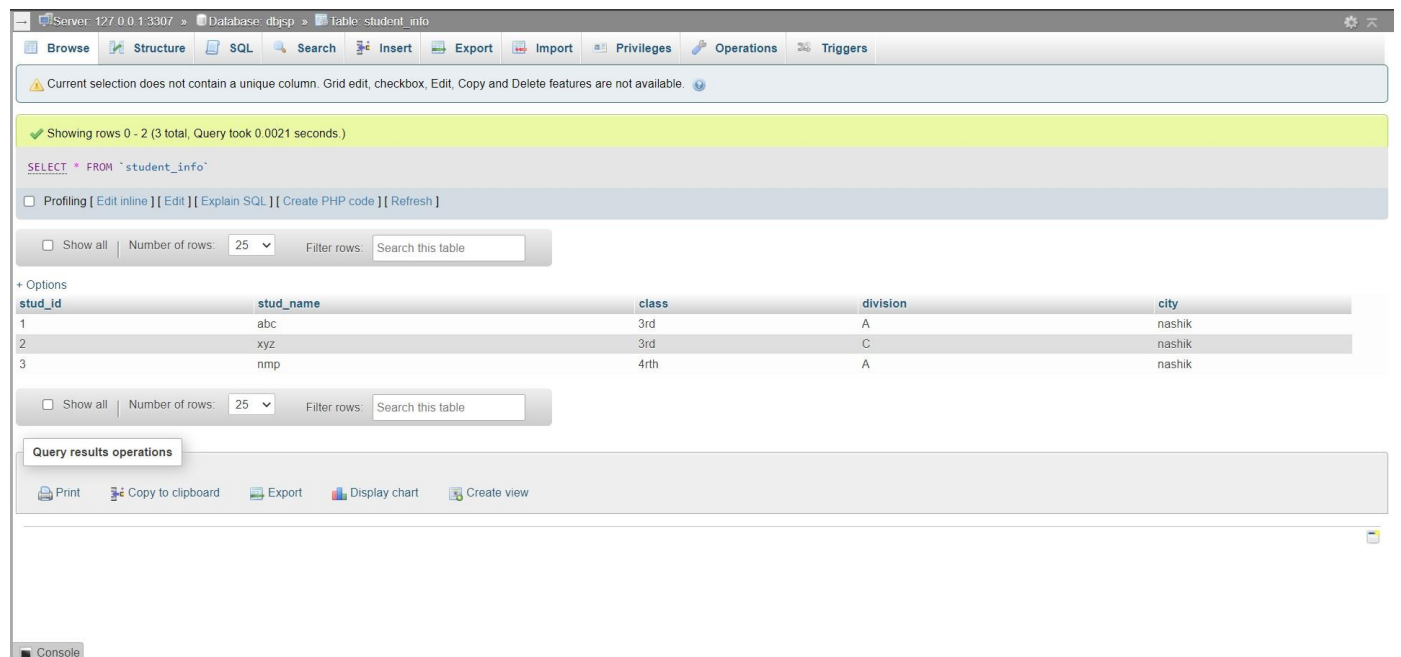 Server: 127.0.0.1:3307 » Database: dbjsp » Table: student_info
Browse Structure SQL Search Insert Export Import Privileges Operations Triggers
Current selection does not contain a unique column. Grid edit, checkbox, Edit, Copy and Delete features are not available.
Showing rows 0 - 2 (3 total, Query took 0.0021 seconds.)
SELECT * FROM `student_info`
Profiling [ Edit inline ] [ Edit ] [ Explain SQL ] [ Create PHP code ] [ Refresh ]
Show all | Number of rows: 25 Filter rows: Search this table
+ Options
stud_id stud_name class division city
1 abc 3rd A nashik
2 xyz 3rd C nashik
3 nmp 4rth A nashik
Show all | Number of rows: 25 Filter rows: Search this table
Query results operations
Print Copy to clipboard Export Display chart Create view
Console